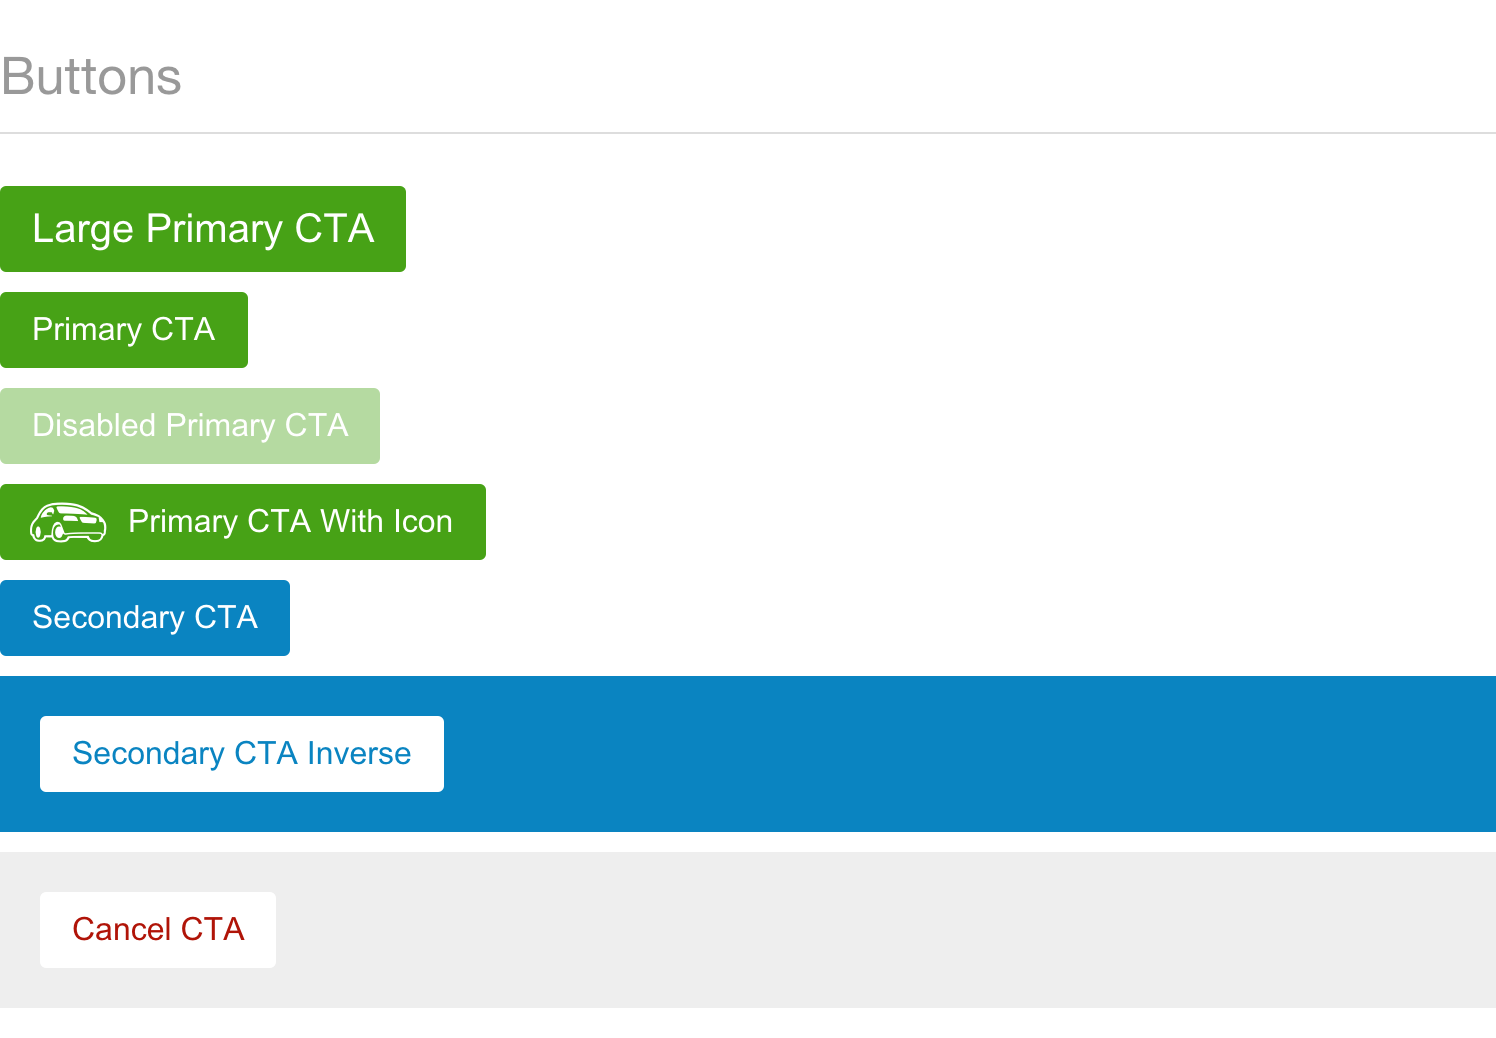 Buttons
Large Primary CTA
Primary CTA
Disabled Primary CTA
Primary CTA With Icon
Secondary CTA
Secondary CTA Inverse
Cancel CTA